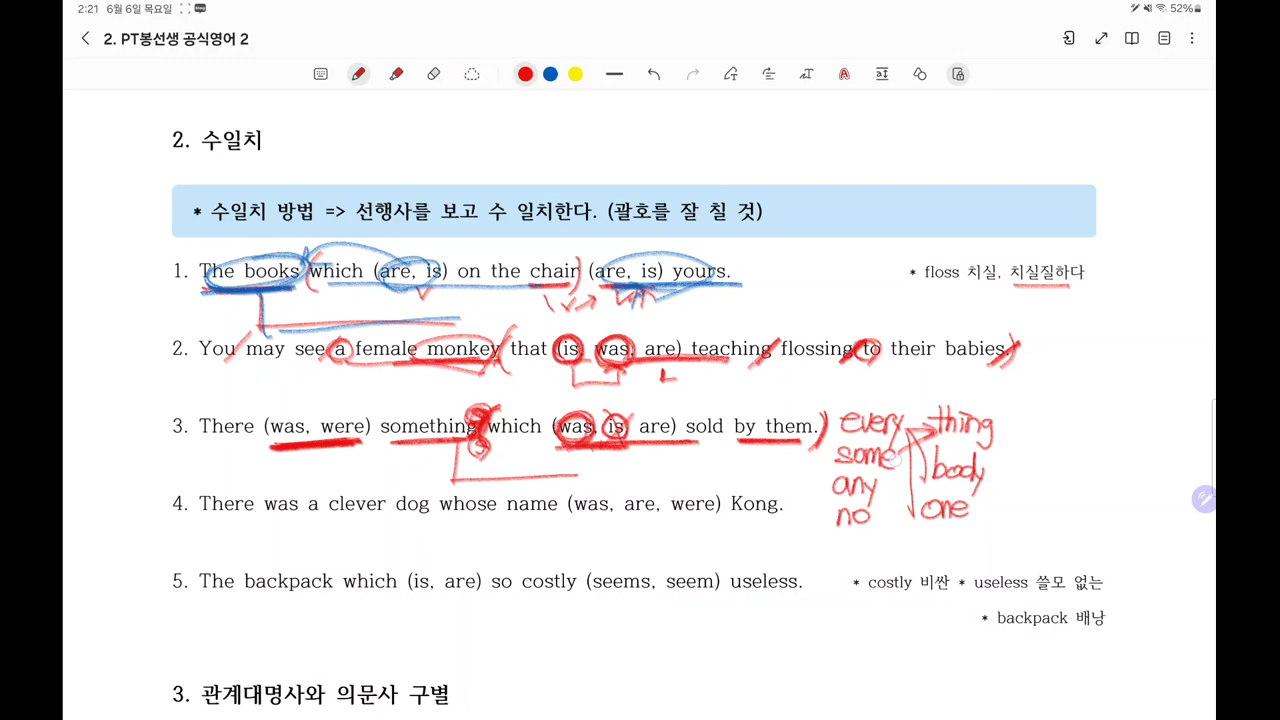 2:21 6월 6일 목요일 52%
2. PT봉선생 공식영어 2
2. 수일치
* 수일치 방법 => 선행사를 보고 수 일치한다. (괄호를 잘 칠 것)
1. The books which (are, is) on the chair (are, is) yours. * floss 치실, 치실질하다
2. You may see a female monkey that (is, was, are) teaching flossing to their babies.
3. There (was, were) something which (was, is, are) sold by them.
every thing
some body
any one
no
4. There was a clever dog whose name (was, are, were) Kong.
5. The backpack which (is, are) so costly (seems, seem) useless. * costly 비싼 * useless 쓸모 없는
* backpack 배낭
3. 관계대명사와 의문사 구별